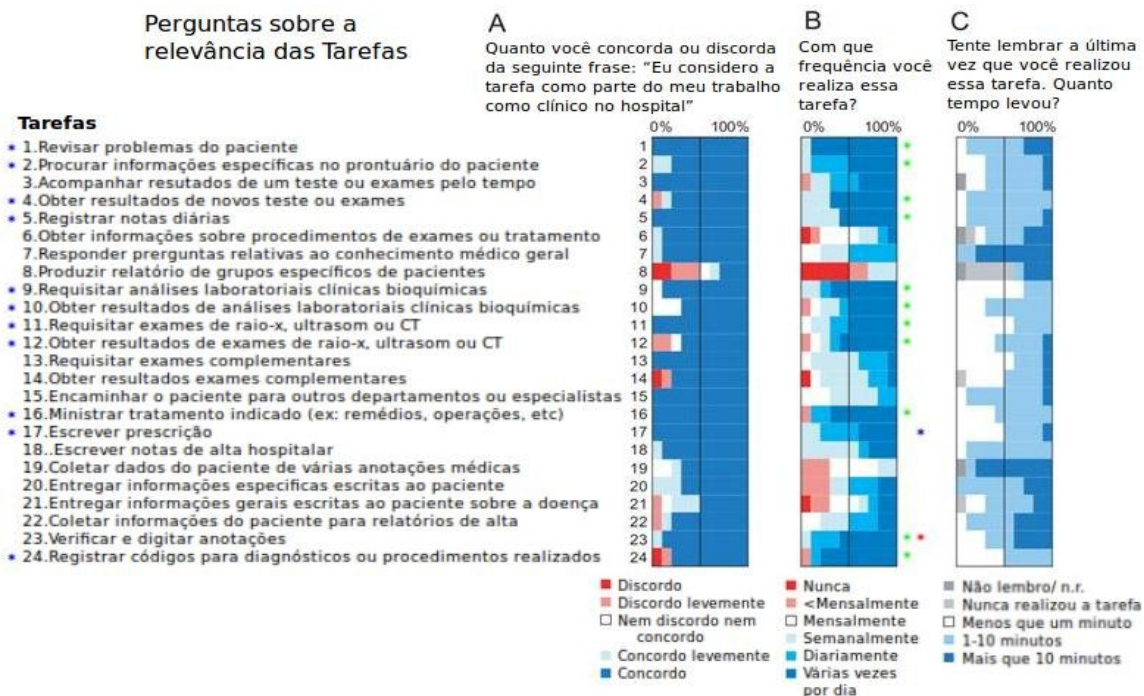 Perguntas sobre a
relevância das Tarefas
A
Quanto você concorda ou discorda
da seguinte frase: “Eu considero a
tarefa como parte do meu trabalho
como clínico no hospital”
B
Com que
frequência você
realiza essa
tarefa?
C
Tente lembrar a última
vez que você realizou
essa tarefa. Quanto
tempo levou?
0% 100%
0% 100%
0% 100%
Tarefas
* 1.Revisar problemas do paciente 1
* 2.Procurar informações específicas no prontuário do paciente 2
3.Acompanhar resutados de um teste ou exames pelo tempo 3
* 4.Obter resultados de novos teste ou exames 4
* 5.Registrar notas diárias 5
6.Obter informações sobre procedimentos de exames ou tratamento 6
7.Responder prerguntas relativas ao conhecimento médico geral 7
8.Produzir relatório de grupos específicos de pacientes 8
* 9.Requisitar análises laboratoriais clínicas bioquímicas 9
* 10.Obter resultados de análises laboratoriais clínicas bioquímicas 10
* 11.Requisitar exames de raio-x, ultrasom ou CT 11
* 12.Obter resultados de exames de raio-x, ultrasom ou CT 12
13.Requisitar exames complementares 13
14.Obter resultados exames complementares 14
15.Encaminhar o paciente para outros departamentos ou especialistas 15
* 16.Ministrar tratamento indicado (ex: remédios, operações, etc) 16
* 17.Escrever prescrição 17
18..Escrever notas de alta hospitalar 18
19.Coletar dados do paciente de várias anotações médicas 19
20.Entregar informações especificas escritas ao paciente 20
21.Entregar informações gerais escritas ao paciente sobre a doença 21
22.Coletar informações do paciente para relatórios de alta 22
23.Verificar e digitar anotações 23
* 24.Registrar códigos para diagnósticos ou procedimentos realizados 24
Discordo
Discordo levemente
Nem discordo nem
concordo
Concordo levemente
Concordo
Nunca
<Mensalmente
Mensalmente
Semanalmente
Diariamente
Várias vezes
por dia
Não lembro/ n.r.
Nunca realizou a tarefa
Menos que um minuto
1-10 minutos
Mais que 10 minutos